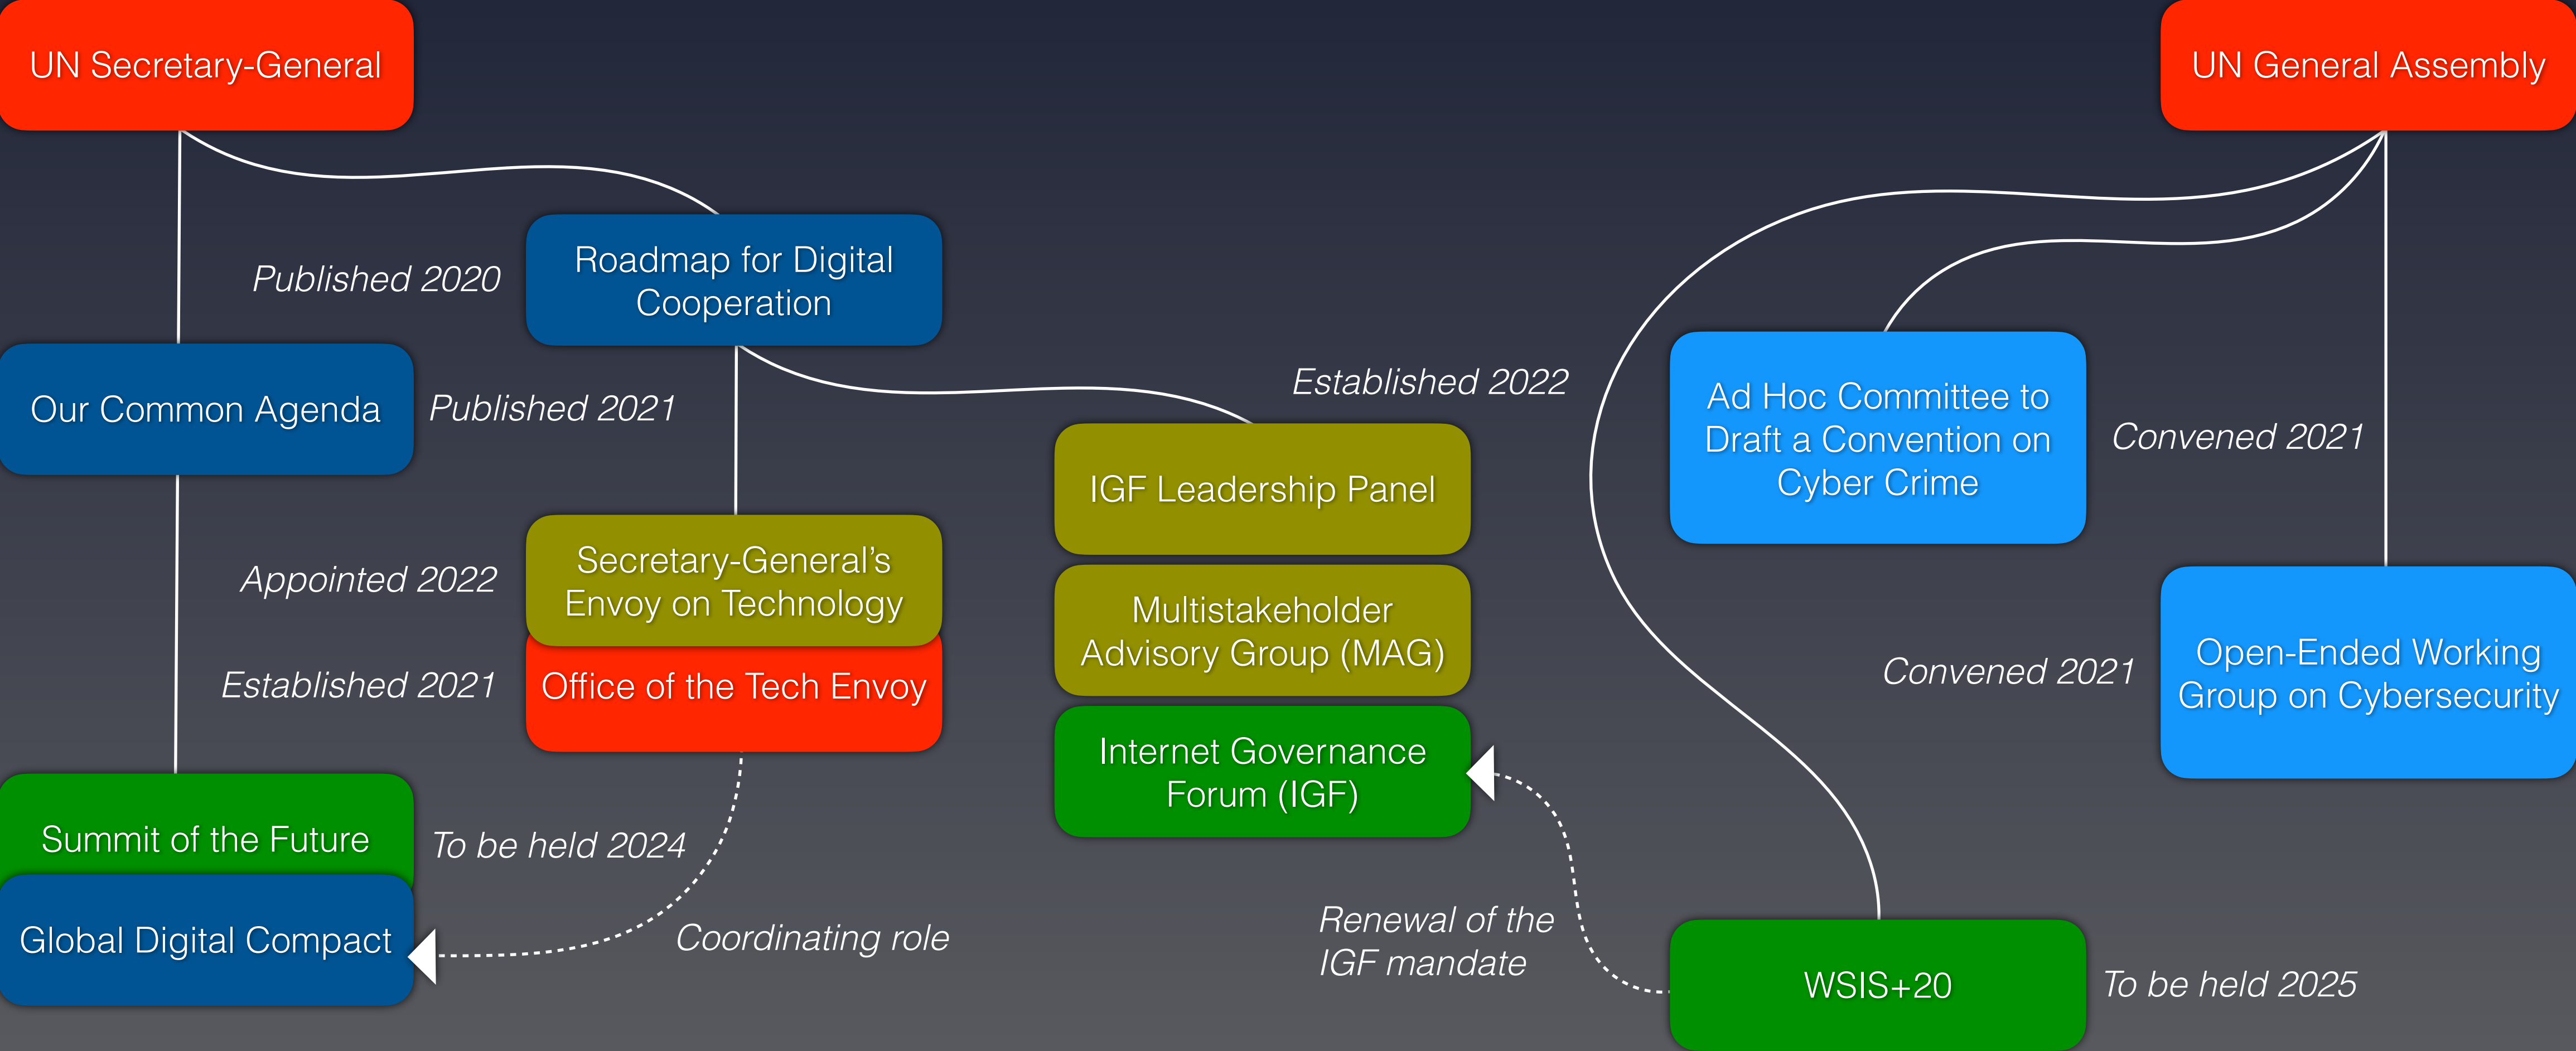 UN Secretary-General
UN General Assembly
Published 2020
Roadmap for Digital
Cooperation
Our Common Agenda
Published 2021
Established 2022
IGF Leadership Panel
Ad Hoc Committee to
Draft a Convention on
Cyber Crime
Convened 2021
Appointed 2022
Secretary-General’s
Envoy on Technology
Established 2021
Office of the Tech Envoy
Multistakeholder
Advisory Group (MAG)
Internet Governance
Forum (IGF)
Convened 2021
Open-Ended Working
Group on Cybersecurity
Summit of the Future
To be held 2024
Global Digital Compact
Coordinating role
Renewal of the
IGF mandate
WSIS+20
To be held 2025